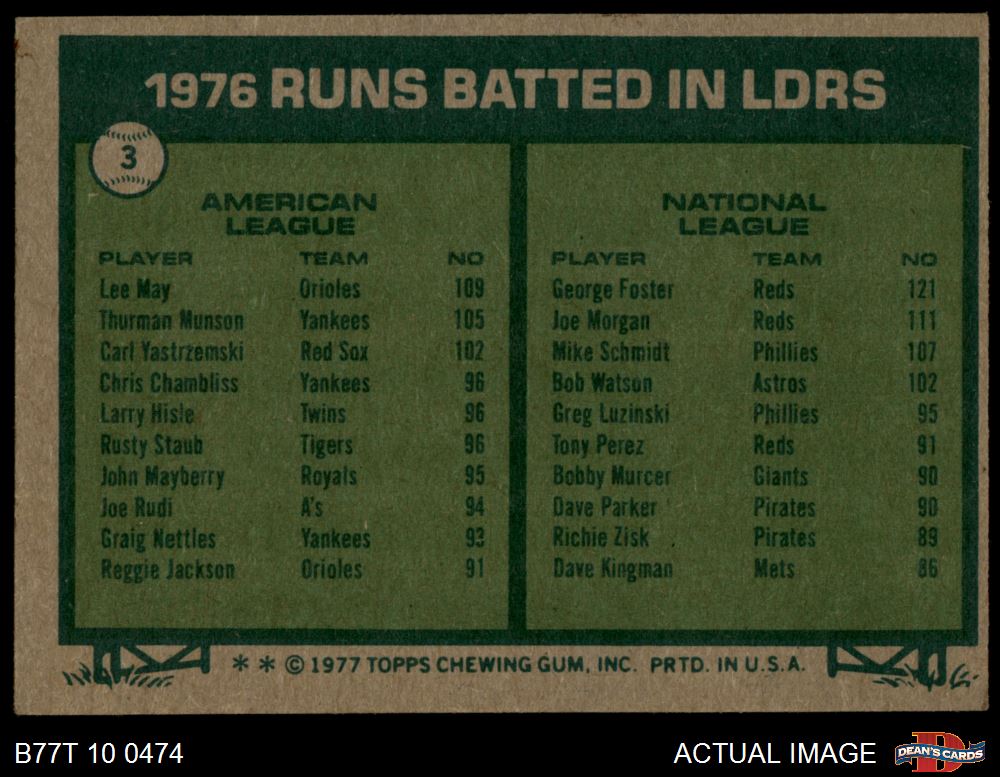 1976 RUNS BATTED IN LDRS
3
AMERICAN
LEAGUE
PLAYER TEAM NO
Lee May Orioles 109
Thurman Munson Yankees 105
Carl Yastrzemski Red Sox 102
Chris Chambliss Yankees 96
Larry Hisle Twins 96
Rusty Staub Tigers 96
John Mayberry Royals 95
Joe Rudi A's 94
Graig Nettles Yankees 93
Reggie Jackson Orioles 91
NATIONAL
LEAGUE
PLAYER TEAM NO
George Foster Reds 121
Joe Morgan Reds 111
Mike Schmidt Phillies 107
Bob Watson Astros 102
Greg Luzinski Phillies 95
Tony Perez Reds 91
Bobby Murcer Giants 90
Dave Parker Pirates 90
Richie Zisk Pirates 89
Dave Kingman Mets 86
* * © 1977 TOPPS CHEWING GUM, INC. PRTD. IN U.S.A.
B77T 10 0474 ACTUAL IMAGE
D
DEAN'S CARDS